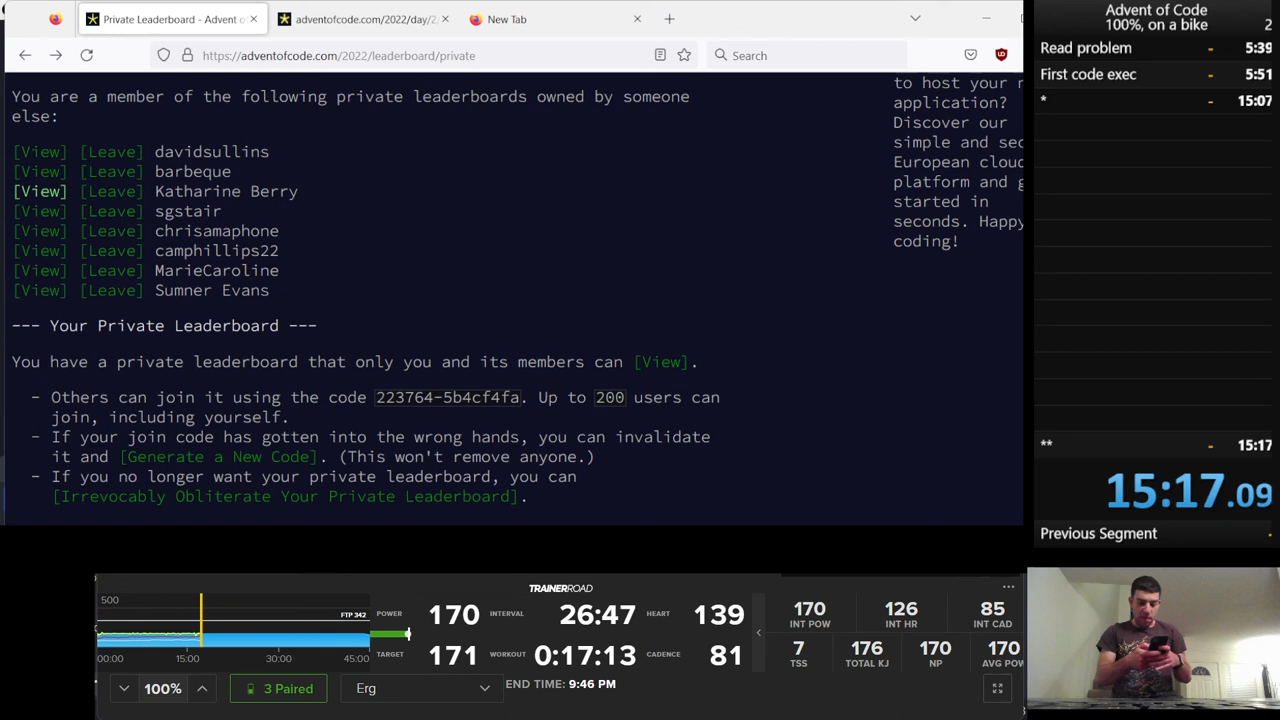 Private Leaderboard - Advent o
adventofcode.com/2022/day/2
New Tab
https://adventofcode.com/2022/leaderboard/private
Search
You are a member of the following private leaderboards owned by someone
else:
[View] [Leave] davidsullins
[View] [Leave] barbeque
[View] [Leave] Katharine Berry
[View] [Leave] sgstair
[View] [Leave] chrisamaphone
[View] [Leave] camphillips22
[View] [Leave] MarieCaroline
[View] [Leave] Sumner Evans
--- Your Private Leaderboard ---
You have a private leaderboard that only you and its members can [View].
- Others can join it using the code 223764-5b4cf4fa. Up to 200 users can
join, including yourself.
- If your join code has gotten into the wrong hands, you can invalidate
it and [Generate a New Code]. (This won't remove anyone.)
- If you no longer want your private leaderboard, you can
[Irrevocably Obliterate Your Private Leaderboard].
to host your
application?
Discover our
simple and sec
European cloud
platform and g
started in
seconds. Happy
coding!
Advent of Code
100%, on a bike
2
Read problem - 5:39
First code exec - 5:51
* - 15:07
** - 15:17
15:17.09
Previous Segment -
TRAINERROAD
500
FTP 342
00:00 15:00 30:00 45:00
POWER 170 INTERVAL 26:47 HEART 139
TARGET 171 WORKOUT 0:17:13 CADENCE 81
100% 3 Paired Erg END TIME: 9:46 PM
170 126 85
INT POW INT HR INT CAD
7 176 170 170
TSS TOTAL KJ NP AVG POW